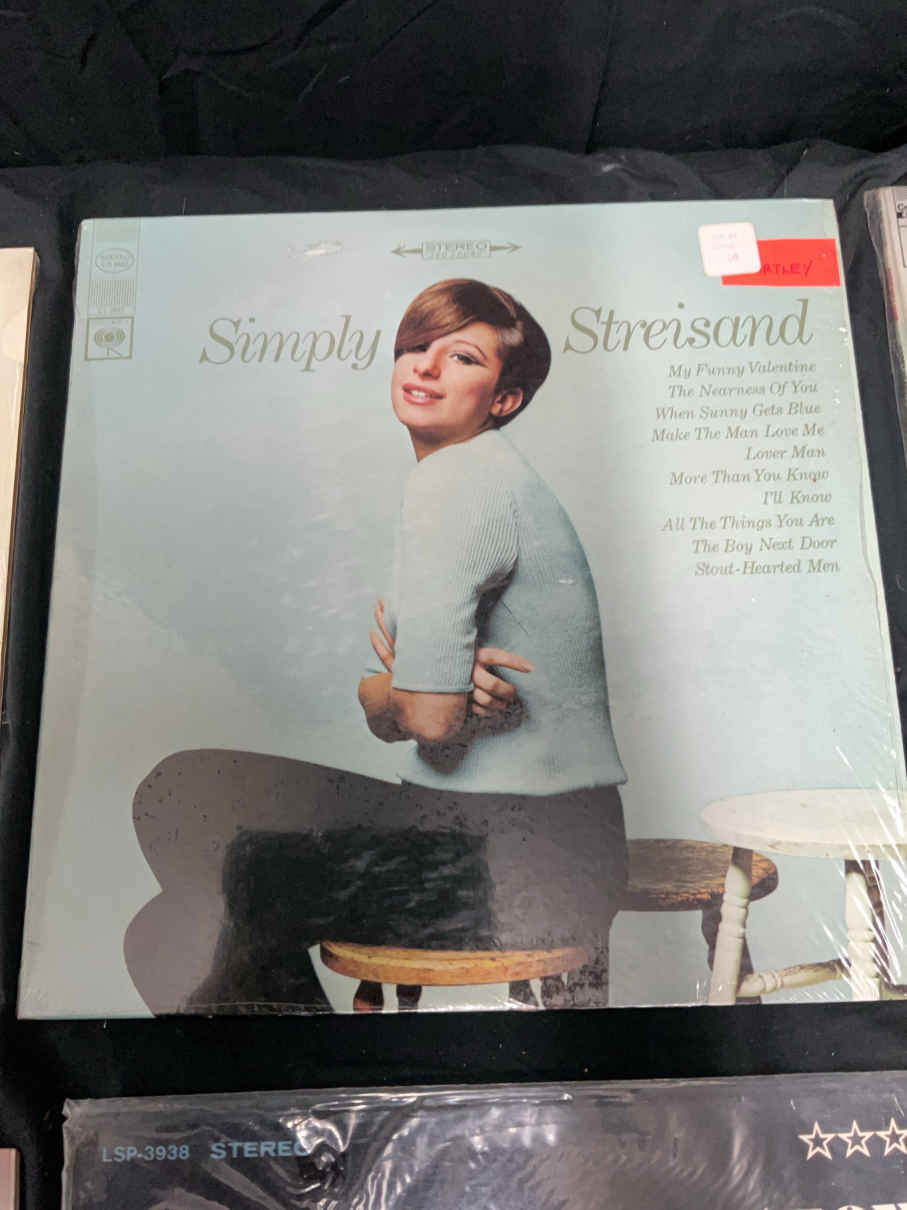 STEREO
Simply Streisand
My Funny Valentine
The Nearness Of You
When Sunny Gets Blue
Make The Man Love Me
Lover Man
More Than You Know
I'll Know
All The Things You Are
The Boy Next Door
Stout-Hearted Men
LSP-3938 STEREO